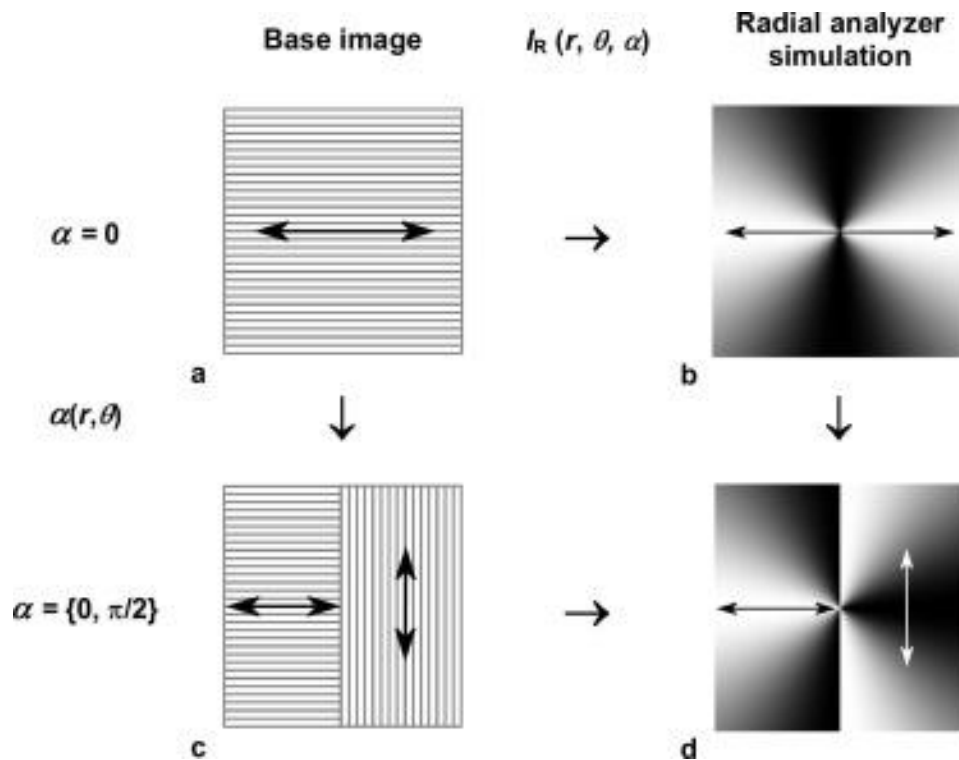 Base image
I_R (r, θ, α)
Radial analyzer
simulation
α = 0
→
a
b
α(r,θ)
↓
↓
α = {0, π/2}
→
c
d